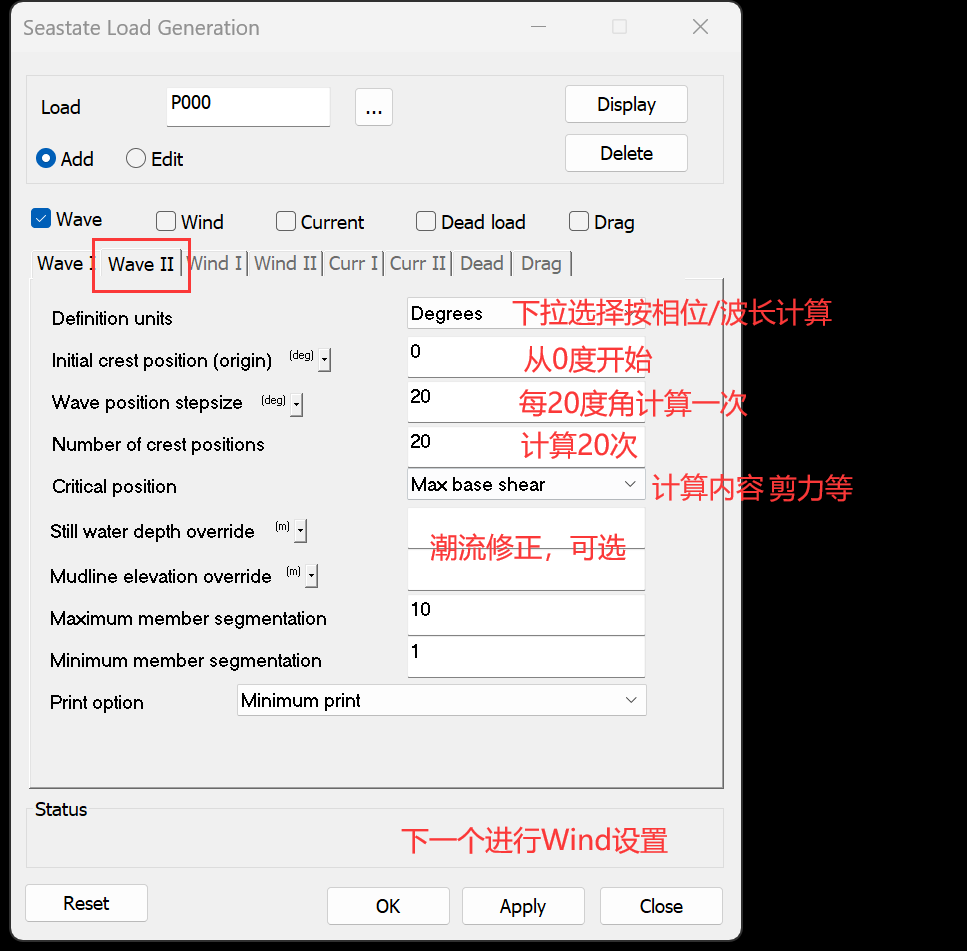 Seastate Load Generation
Load P000 ... Display
Add Edit Delete
Wave Wind Current Dead load Drag
Wave I Wave II Wind I Wind II Curr I Curr II Dead Drag
Definition units Degrees 下拉选择按相位/波长计算
Initial crest position (origin) (deg) 0 从0度开始
Wave position stepsize (deg) 20 每20度角计算一次
Number of crest positions 20 计算20次
Critical position Max base shear 计算内容 剪力等
Still water depth override (m)
潮流修正，可选
Mudline elevation override (m)
Maximum member segmentation 10
Minimum member segmentation 1
Print option Minimum print
Status
下一个进行Wind设置
Reset OK Apply Close